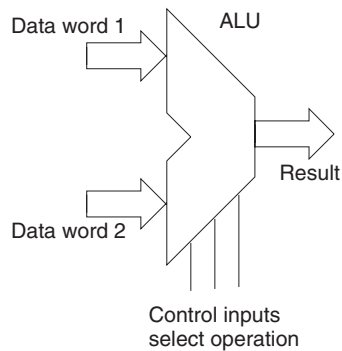 Data word 1
ALU
Result
Data word 2
Control inputs
select operation